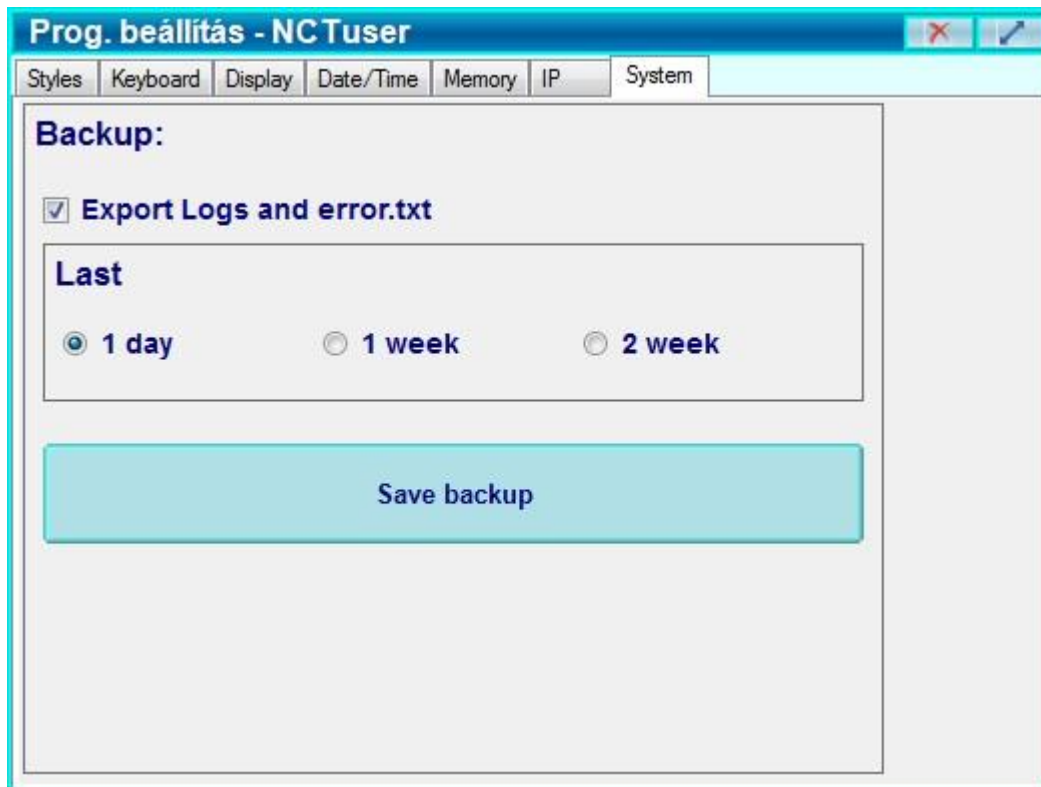 Prog. beállítás - NCTuser
Styles Keyboard Display Date/Time Memory IP System
Backup:
Export Logs and error.txt
Last
1 day 1 week 2 week
Save backup